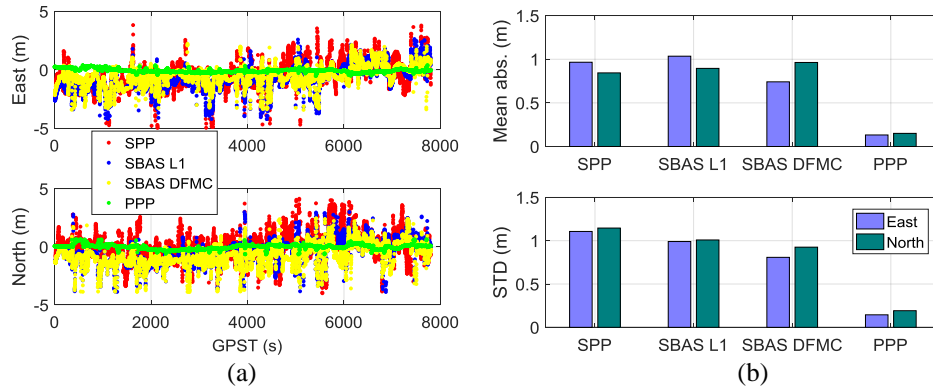 5
0
-5
East (m)
0 2000 4000 6000 8000
SPP
SBAS L1
SBAS DFMC
PPP
5
0
-5
North (m)
0 2000 4000 6000 8000
GPST (s)
(a)
1.5
1
0.5
0
Mean abs. (m)
SPP SBAS L1 SBAS DFMC PPP
1.5
1
0.5
0
STD (m)
East
North
SPP SBAS L1 SBAS DFMC PPP
(b)